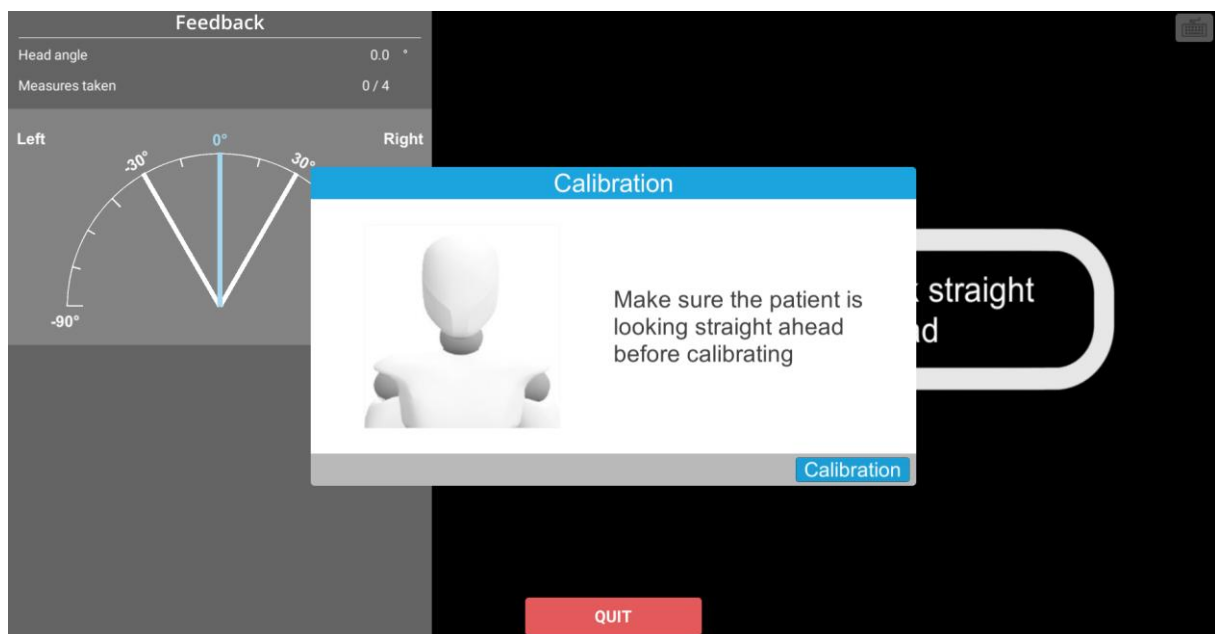 Feedback
Head angle 0.0 °
Measures taken 0 / 4
Left 0° Right
-30° 30°
-90°
Calibration
Make sure the patient is
looking straight ahead
before calibrating
straight
Calibration
QUIT